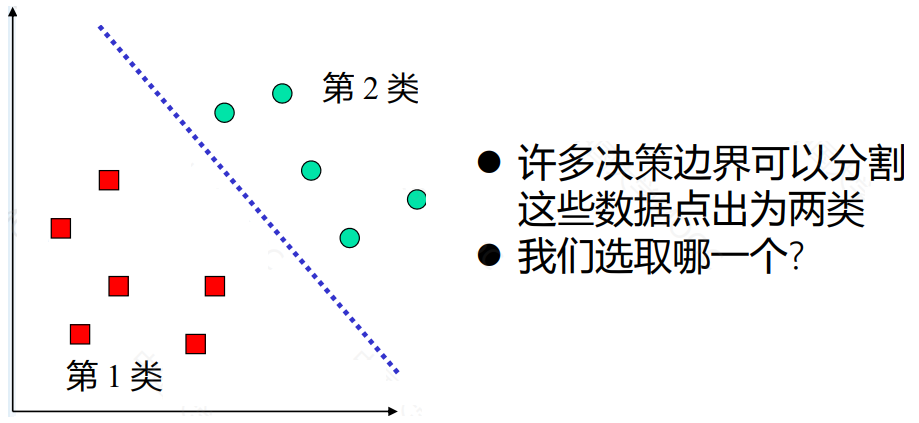 第 2 类
● 许多决策边界可以分割
这些数据点出为两类
● 我们选取哪一个?
第 1 类